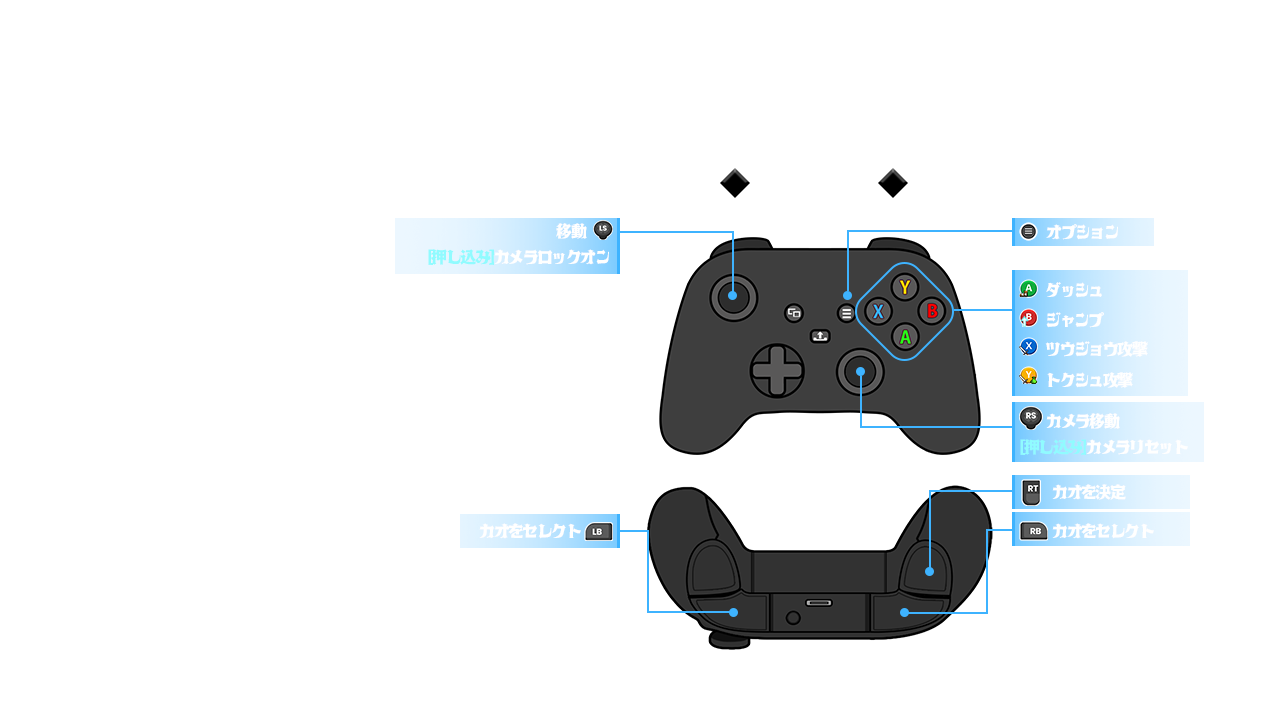 移動 LS
[押し込み]カメラロックオン
オプション
A ダッシュ
B ジャンプ
X ツウジョウ攻撃
Y トクシュ攻撃
RS カメラ移動
[押し込み]カメラリセット
Y
X
B
A
RT カオを決定
カオをセレクト LB
RB カオをセレクト